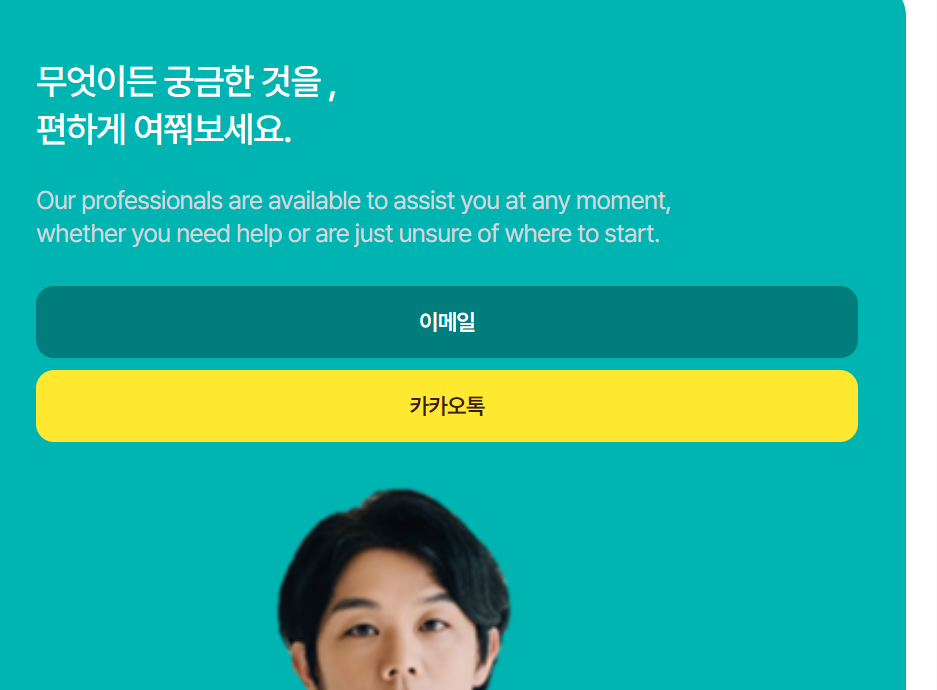 무엇이든 궁금한 것을 ,
편하게 여쭤보세요.
Our professionals are available to assist you at any moment,
whether you need help or are just unsure of where to start.
이메일
카카오톡